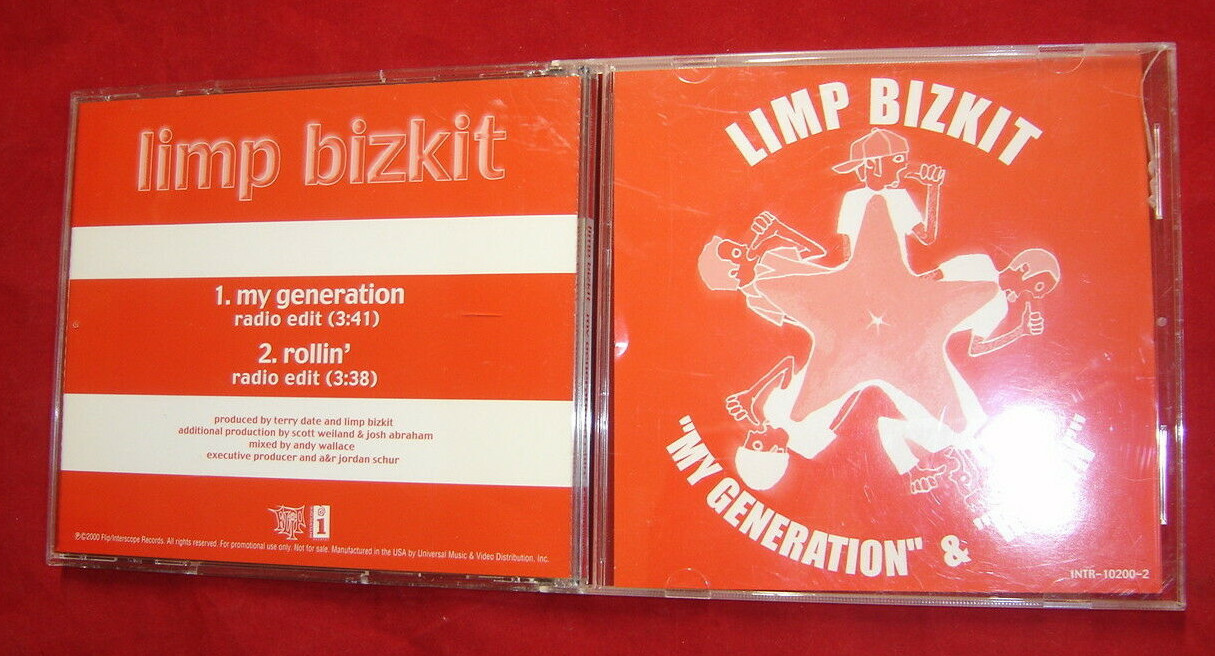 limp bizkit
1. my generation
radio edit (3:41)
2. rollin'
radio edit (3:38)
produced by terry date and limp bizkit
additional production by scott weiland & josh abraham
mixed by andy wallace
executive producer and a&r jordan schur
℗©2000 Flip/Interscope Records. All rights reserved. For promotional use only. Not for sale. Manufactured in the USA by Universal Music & Video Distribution, Inc.
LIMP BIZKIT
"MY GENERATION" &
INTR-10200-2